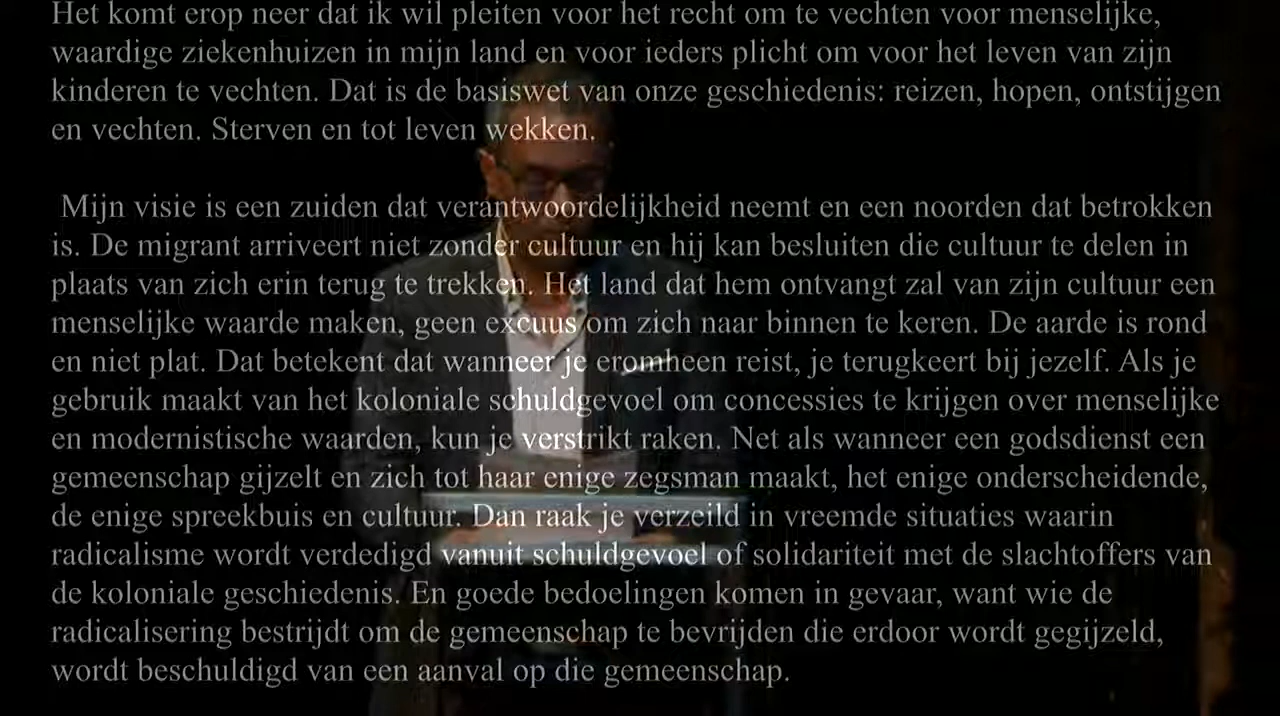 Het komt erop neer dat ik wil pleiten voor het recht om te vechten voor menselijke,
waardige ziekenhuizen in mijn land en voor ieders plicht om voor het leven van zijn
kinderen te vechten. Dat is de basiswet van onze geschiedenis: reizen, hopen, ontstijgen
en vechten. Sterven en tot leven wekken.
Mijn visie is een zuiden dat verantwoordelijkheid neemt en een noorden dat betrokken
is. De migrant arriveert niet zonder cultuur en hij kan besluiten die cultuur te delen in
plaats van zich erin terug te trekken. Het land dat hem ontvangt zal van zijn cultuur een
menselijke waarde maken, geen excuus om zich naar binnen te keren. De aarde is rond
en niet plat. Dat betekent dat wanneer je eromheen reist, je terugkeert bij jezelf. Als je
gebruik maakt van het koloniale schuldgevoel om concessies te krijgen over menselijke
en modernistische waarden, kun je verstrikt raken. Net als wanneer een godsdienst een
gemeenschap gijzelt en zich tot haar enige zegsman maakt, het enige onderscheidende,
de enige spreekbuis en cultuur. Dan raak je verzeild in vreemde situaties waarin
radicalisme wordt verdedigd vanuit schuldgevoel of solidariteit met de slachtoffers van
de koloniale geschiedenis. En goede bedoelingen komen in gevaar, want wie de
radicalisering bestrijdt om de gemeenschap te bevrijden die erdoor wordt gegijzeld,
wordt beschuldigd van een aanval op die gemeenschap.